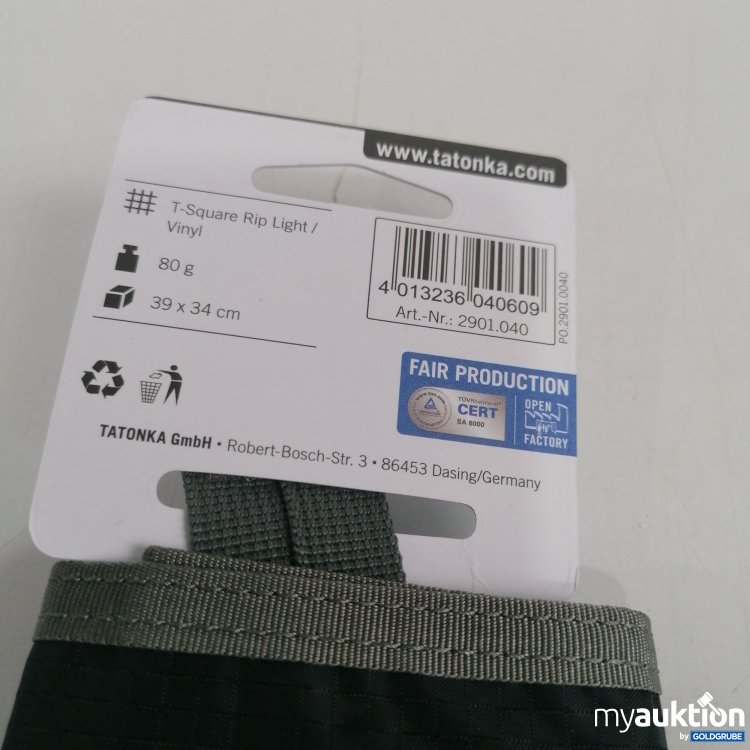 www.tatonka.com
T-Square Rip Light /
Vinyl
80 g
39 x 34 cm
4 013236 040609
Art.-Nr.: 2901.040
PO.2901.0040
FAIR PRODUCTION
TÜVRheinland
CERT
SA 8000
OPEN
FACTORY
TATONKA GmbH • Robert-Bosch-Str. 3 • 86453 Dasing/Germany
myauktion
by GOLDGRUBE